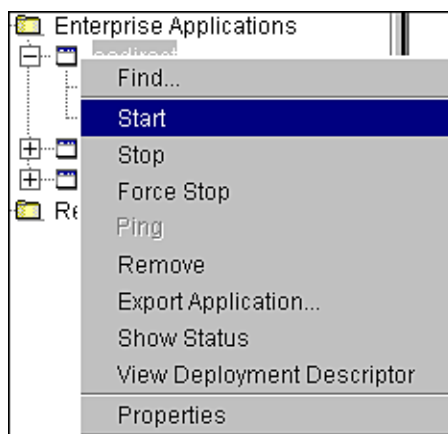 Enterprise Applications
Find...
Start
Stop
Force Stop
Ping
Remove
Export Application...
Show Status
View Deployment Descriptor
Properties